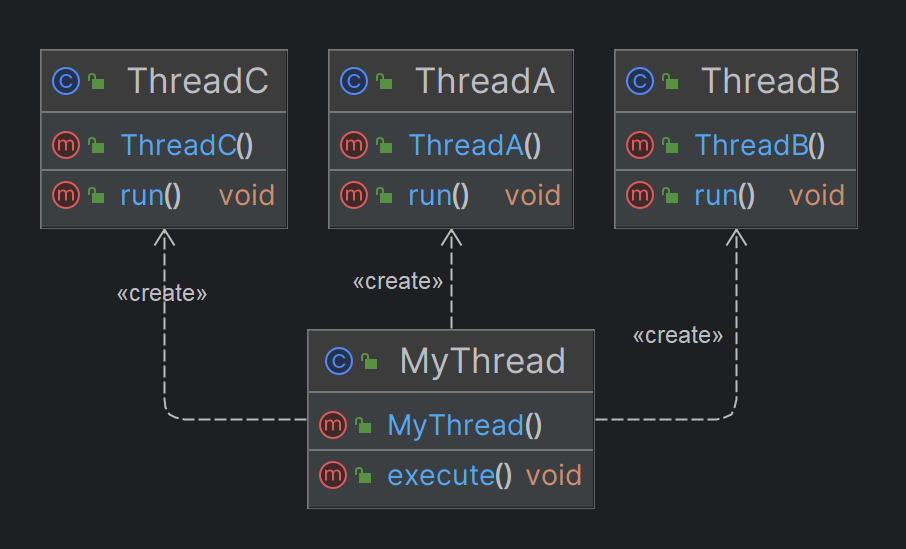 ThreadC
ThreadC()
run() void
ThreadA
ThreadA()
run() void
ThreadB
ThreadB()
run() void
«create»
«create»
«create»
MyThread
MyThread()
execute() void